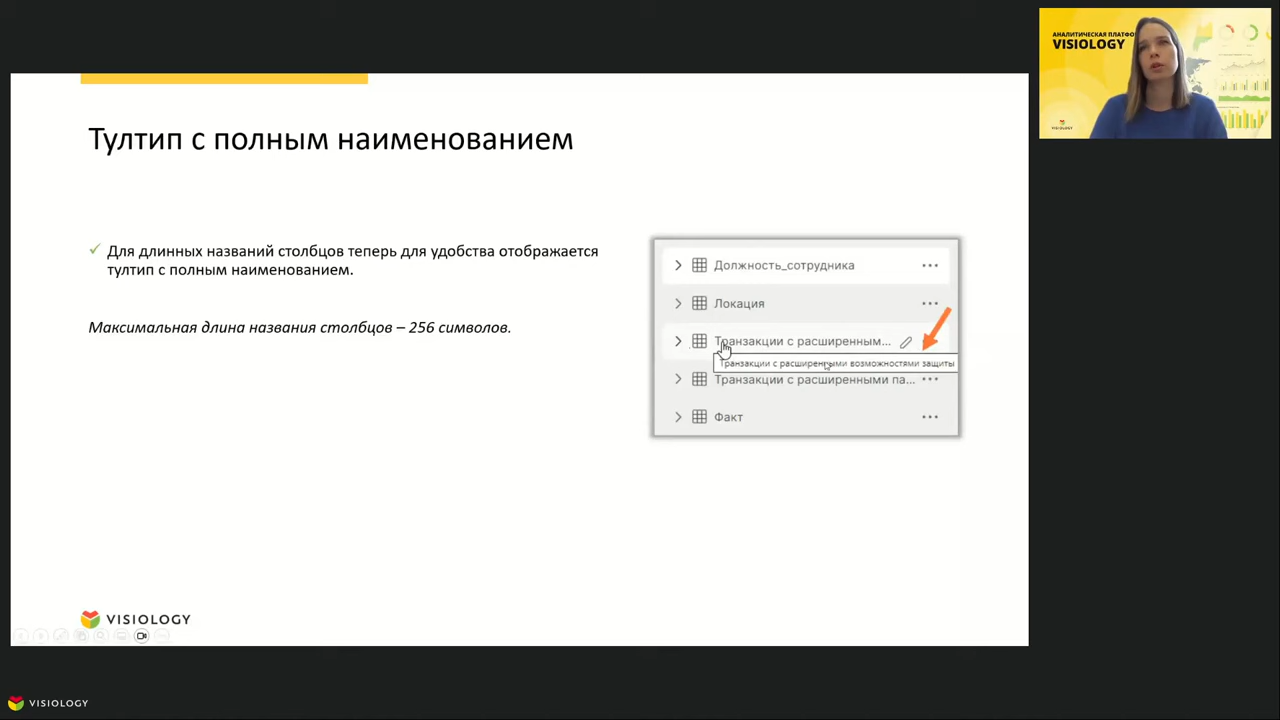 АНАЛИТИЧЕСКАЯ ПЛАТФО
VISIOLOGY
Тултип с полным наименованием
Для длинных названий столбцов теперь для удобства отображается
тултип с полным наименованием.
Максимальная длина названия столбцов – 256 символов.
Должность_сотрудника
Локация
Транзакции с расширенным...
Транзакции с расширенными возможностями защиты
Транзакции с расширенными па...
Факт
VISIOLOGY
VISIOLOGY